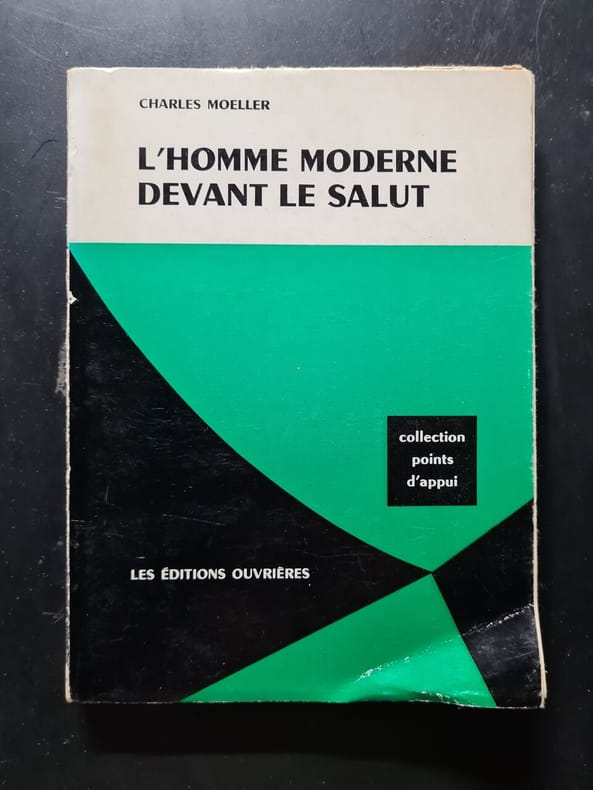 CHARLES MOELLER
L'HOMME MODERNE
DEVANT LE SALUT
collection
points
d'appui
LES ÉDITIONS OUVRIÈRES